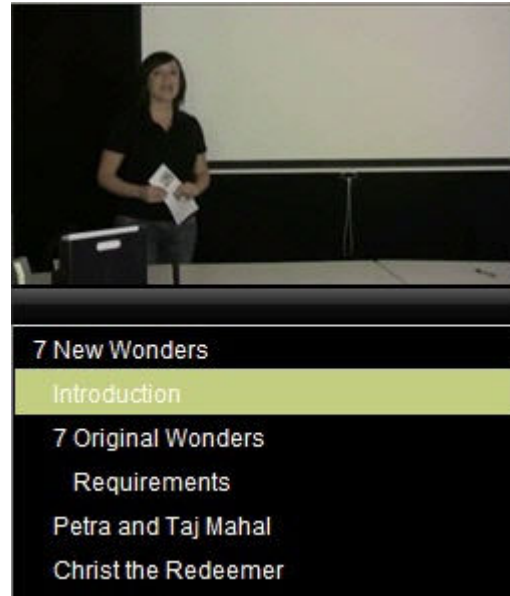 7 New Wonders
Introduction
7 Original Wonders
Requirements
Petra and Taj Mahal
Christ the Redeemer